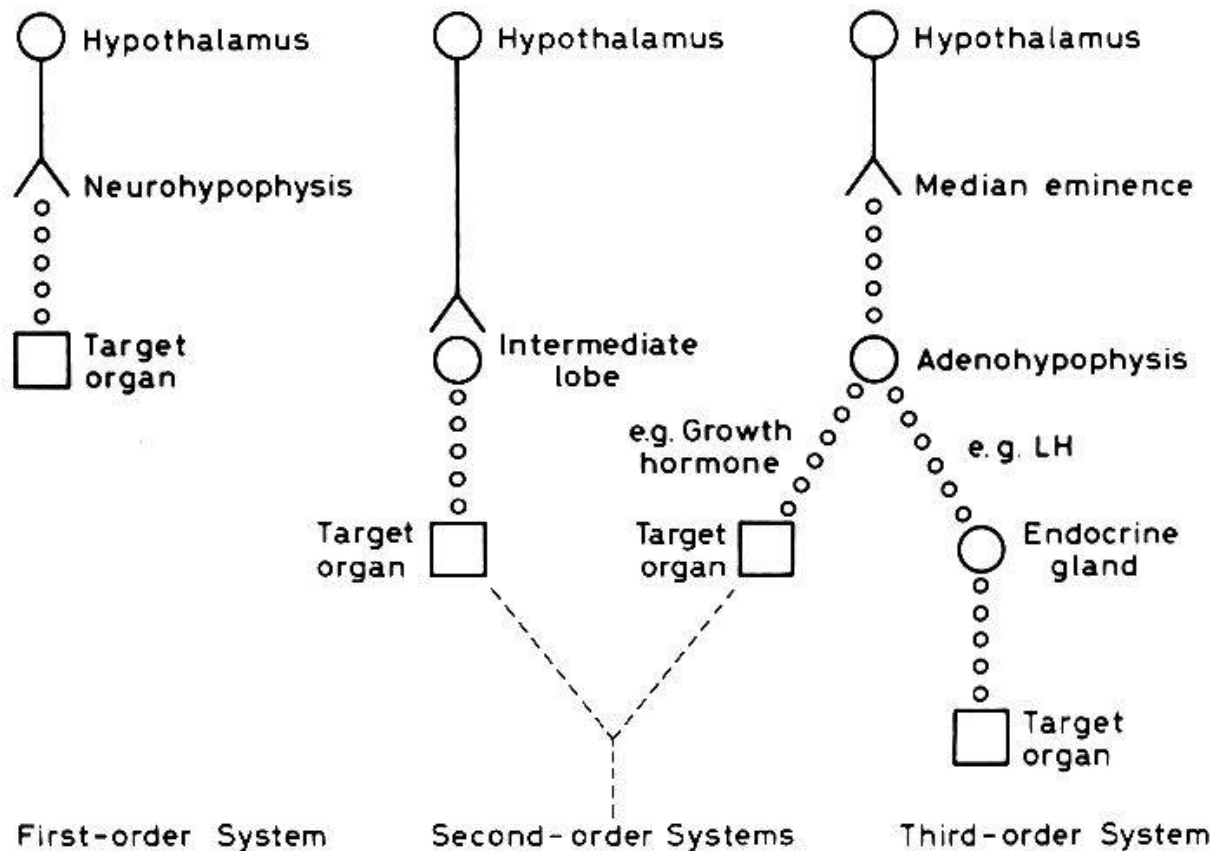 Hypothalamus
Hypothalamus
Hypothalamus
Neurohypophysis
Median eminence
Target
organ
Intermediate
lobe
Adenohypophysis
e.g. Growth
hormone
e.g. LH
Target
organ
Target
organ
Endocrine
gland
Target
organ
First-order System
Second-order Systems
Third-order System